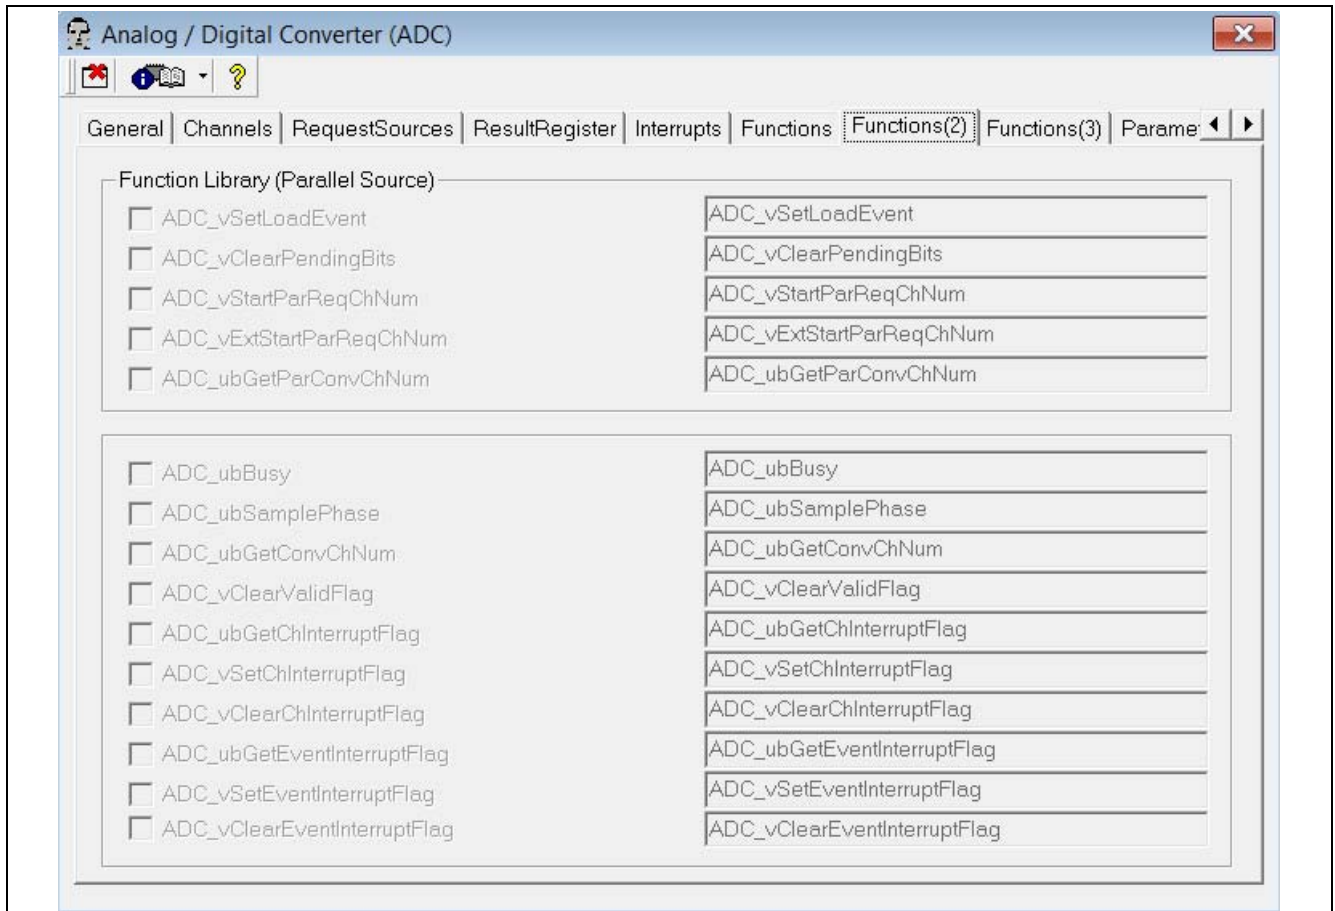 Analog / Digital Converter (ADC)
General Channels RequestSources ResultRegister Interrupts Functions Functions(2) Functions(3) Parame
Function Library (Parallel Source)
ADC_vSetLoadEvent ADC_vSetLoadEvent
ADC_vClearPendingBits ADC_vClearPendingBits
ADC_vStartParReqChNum ADC_vStartParReqChNum
ADC_vExtStartParReqChNum ADC_vExtStartParReqChNum
ADC_ubGetParConvChNum ADC_ubGetParConvChNum
ADC_ubBusy ADC_ubBusy
ADC_ubSamplePhase ADC_ubSamplePhase
ADC_ubGetConvChNum ADC_ubGetConvChNum
ADC_vClearValidFlag ADC_vClearValidFlag
ADC_ubGetChInterruptFlag ADC_ubGetChInterruptFlag
ADC_vSetChInterruptFlag ADC_vSetChInterruptFlag
ADC_vClearChInterruptFlag ADC_vClearChInterruptFlag
ADC_ubGetEventInterruptFlag ADC_ubGetEventInterruptFlag
ADC_vSetEventInterruptFlag ADC_vSetEventInterruptFlag
ADC_vClearEventInterruptFlag ADC_vClearEventInterruptFlag